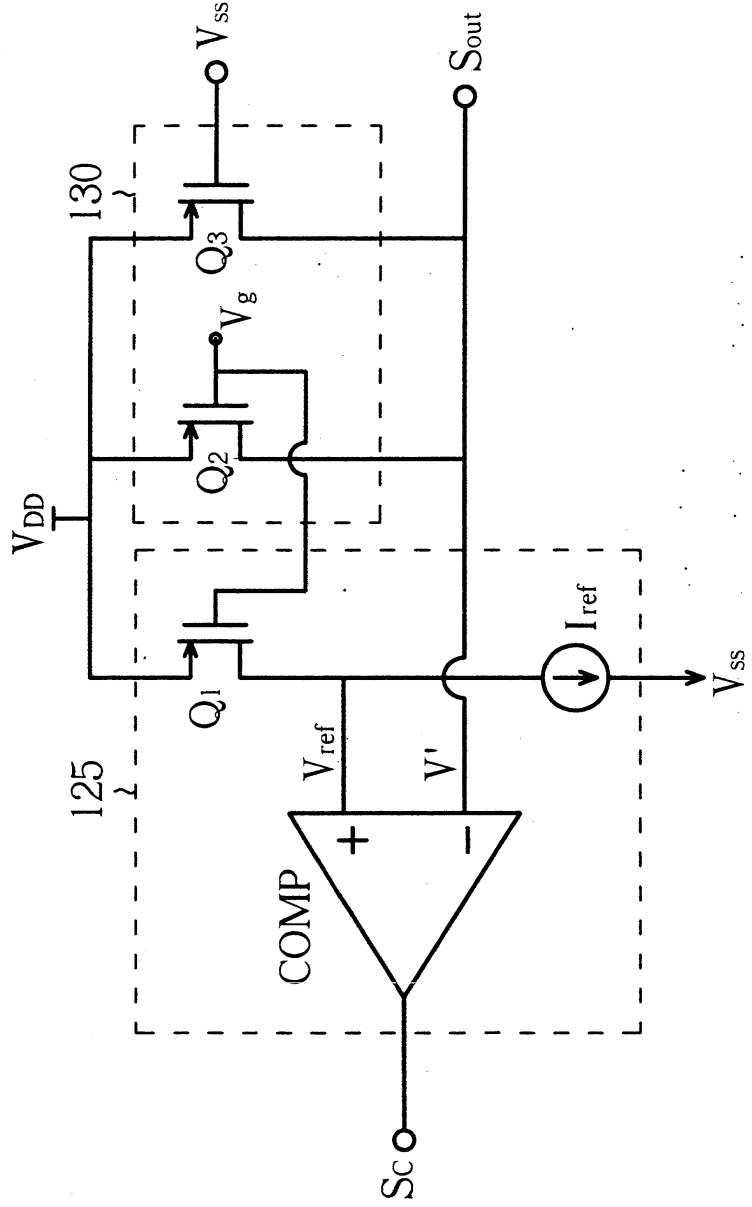 130
Vss
VDD
Q3
Vg
Q2
Sout
125
Q1
Vref
V'
Iref
Vss
COMP
+
−
Sc